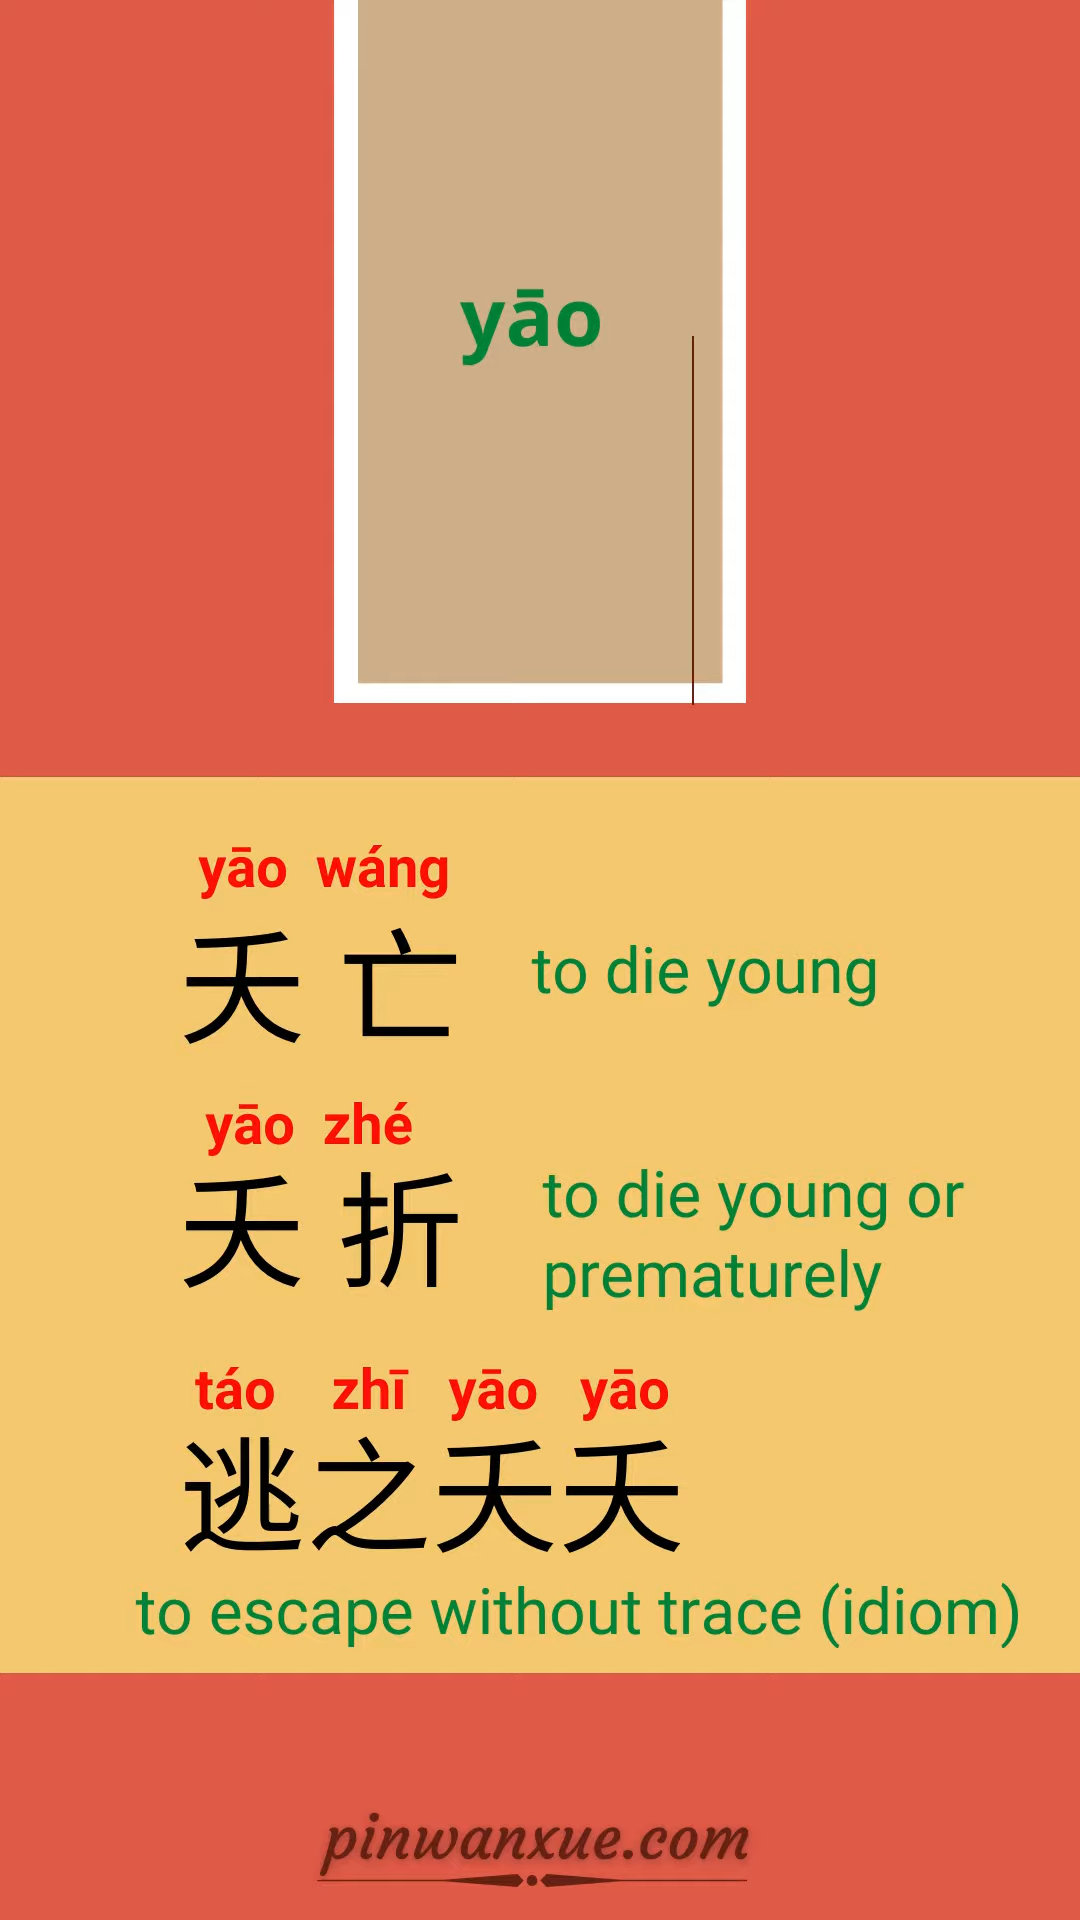 yāo
yāo wáng
夭 亡
to die young
yāo zhé
夭 折
to die young or
prematurely
táo zhī yāo yāo
逃之夭夭
to escape without trace (idiom)
pinwanxue.com